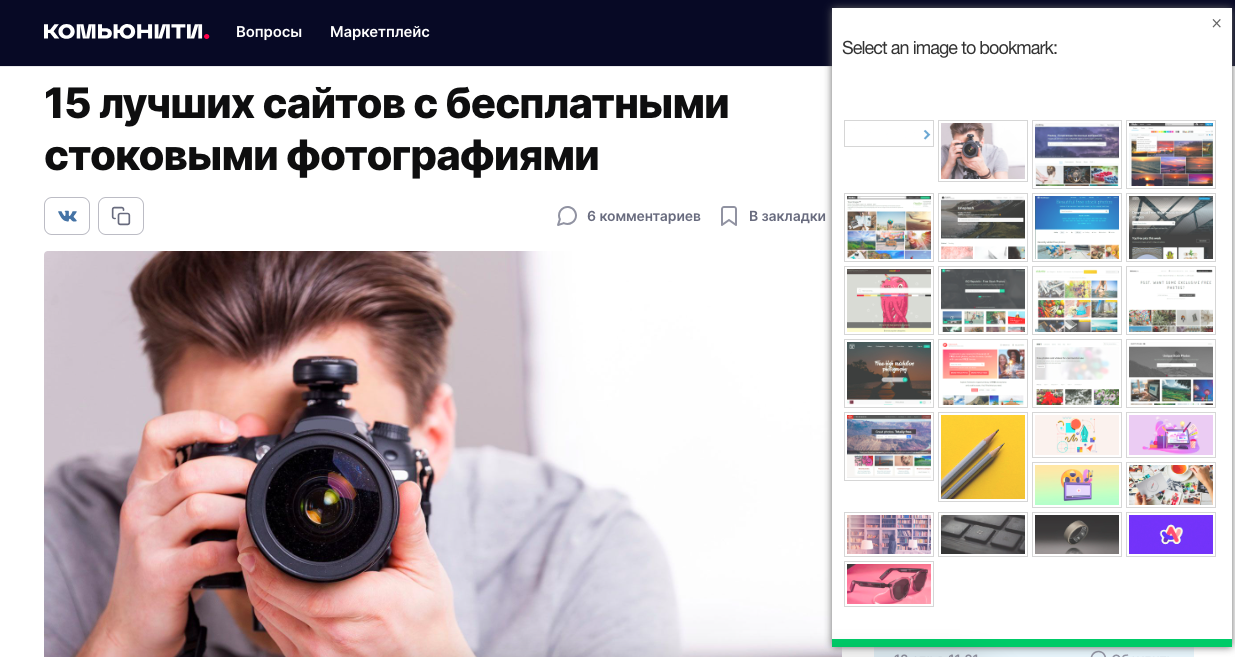 КОМЬЮНИТИ.
Вопросы
Маркетплейс
15 лучших сайтов с бесплатными
стоковыми фотографиями
6 комментариев
В закладки
×
Select an image to bookmark: